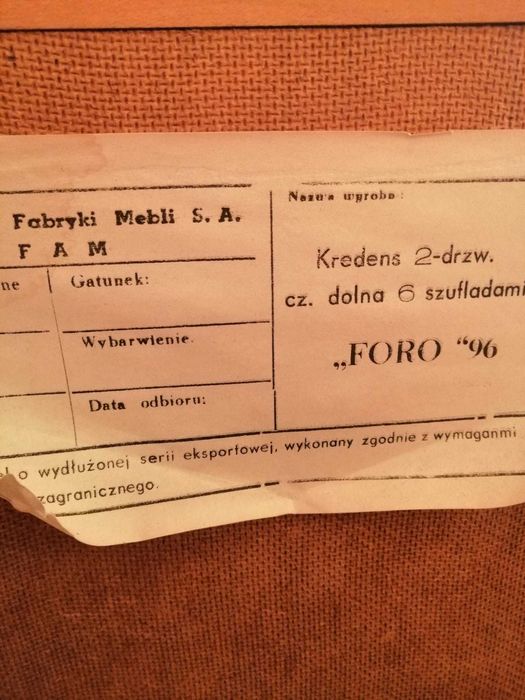 Fabryki Mebli S. A.
F A M
ne
Gatunek:
Wybarwienie.
Data odbioru:
Nazwa wyrobu:
Kredens 2-drzw.
cz. dolna 6 szufladami
„FORO “96
o wydłużonej serii eksportowej, wykonany zgodnie z wymaganmi
zagranicznego.